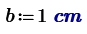 b := 1 cm